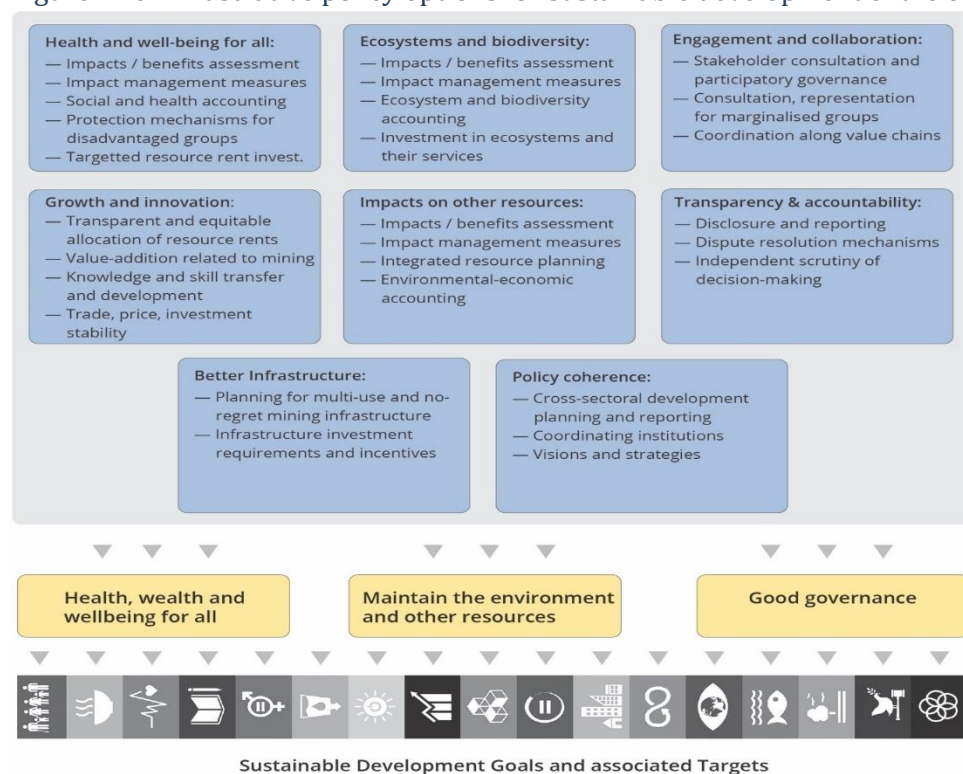 policy options for sustainable development of the
Health and well-being for all:
— Impacts / benefits assessment
— Impact management measures
— Social and health accounting
— Protection mechanisms for
disadvantaged groups
— Targetted resource rent invest.
Ecosystems and biodiversity:
— Impacts / benefits assessment
— Impact management measures
— Ecosystem and biodiversity
accounting
— Investment in ecosystems and
their services
Engagement and collaboration:
— Stakeholder consultation and
participatory governance
— Consultation, representation
for marginalised groups
— Coordination along value chains
Growth and innovation:
— Transparent and equitable
allocation of resource rents
— Value-addition related to mining
— Knowledge and skill transfer
and development
— Trade, price, investment
stability
Impacts on other resources:
— Impacts / benefits assessment
— Impact management measures
— Integrated resource planning
— Environmental-economic
accounting
Transparency & accountability:
— Disclosure and reporting
— Dispute resolution mechanisms
— Independent scrutiny of
decision-making
Better Infrastructure:
— Planning for multi-use and no-
regret mining infrastructure
— Infrastructure investment
requirements and incentives
Policy coherence:
— Cross-sectoral development
planning and reporting
— Coordinating institutions
— Visions and strategies
Health, wealth and
wellbeing for all
Maintain the environment
and other resources
Good governance
Sustainable Development Goals and associated Targets